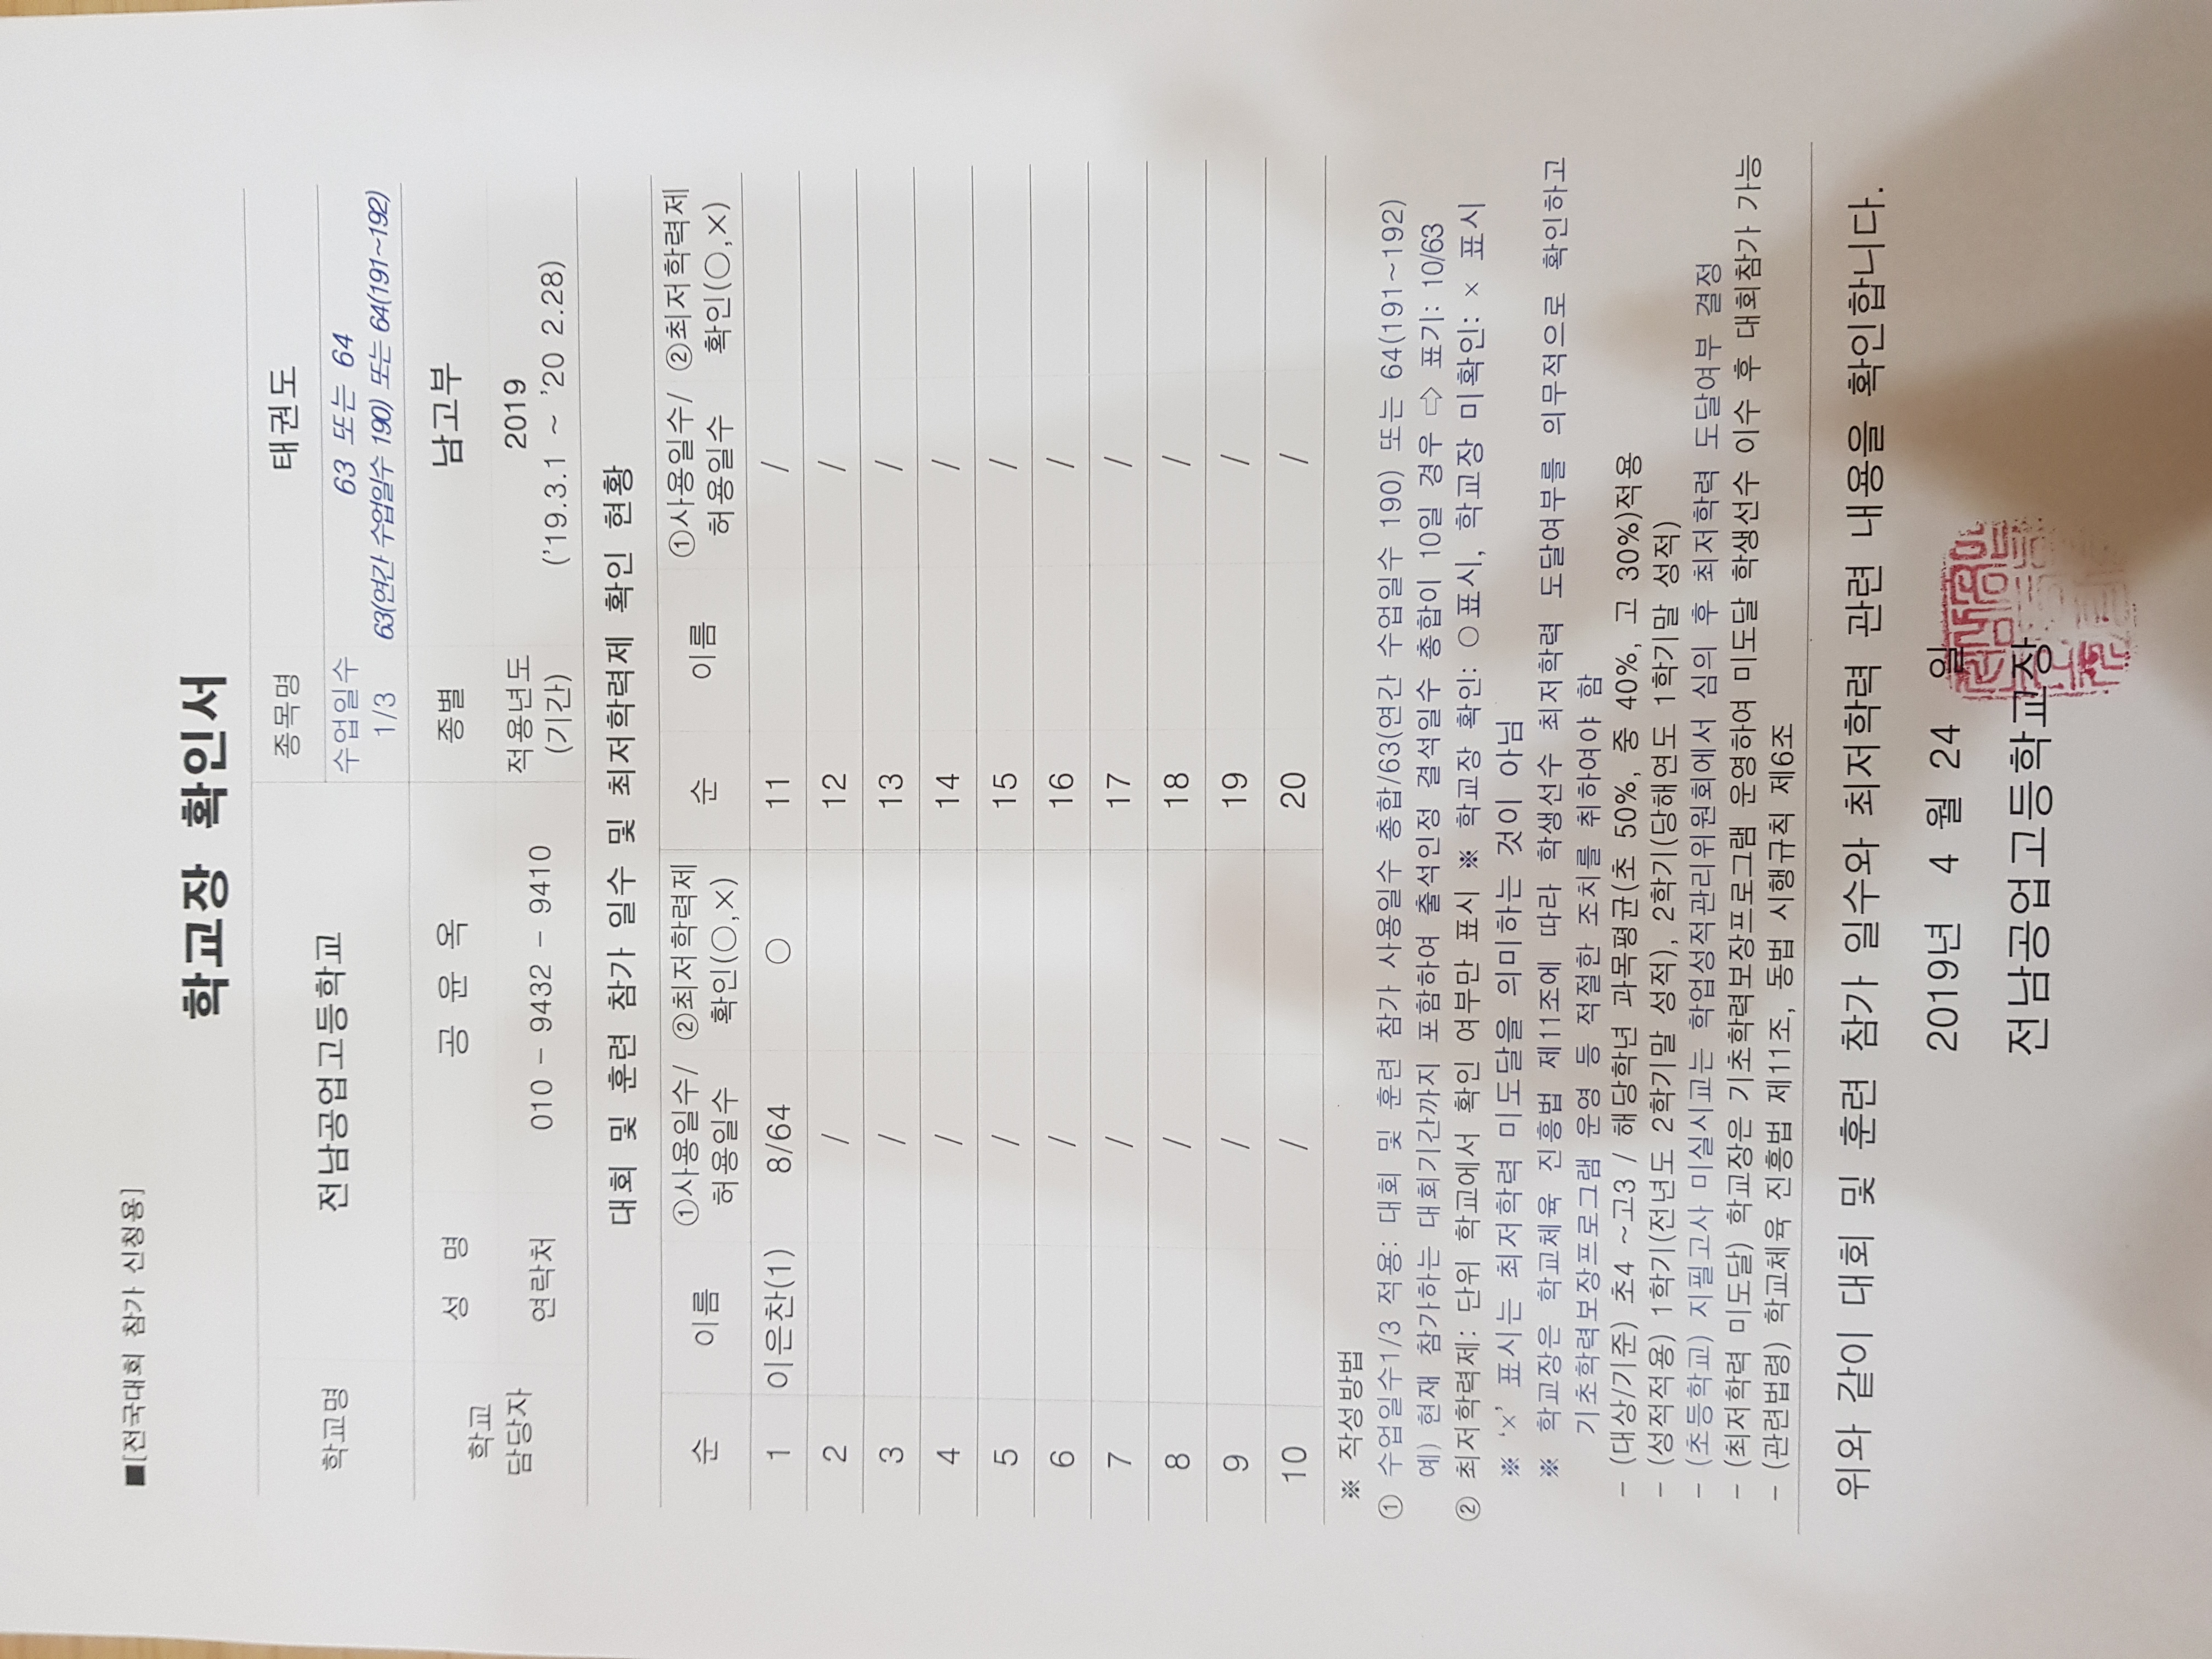 ■[전국대회 참가 신청용]
학교장 확인서
학교명 전남공업고등학교 종목명 태권도
수업일수 1/3 63 또는 64
63(연간 수업일수 190) 또는 64(191~192)
학교 담당자 성 명 공 윤 옥 종별 남고부
연락처 010 - 9432 - 9410 적용년도 (기간) 2019
('19.3.1 ~ '20 2.28)
대회 및 훈련 참가 일수 및 최저학력제 확인 현황
순 이름 ①사용일수/ 허용일수 ②최저학력제 확인(○,×) 순 이름 ①사용일수/ 허용일수 ②최저학력제 확인(○,×)
1 이은찬(1) 8/64 ○ 11 /
2 / 12 /
3 / 13 /
4 / 14 /
5 / 15 /
6 / 16 /
7 / 17 /
8 / 18 /
9 / 19 /
10 / 20 /
※ 작성방법
① 수업일수1/3 적용: 대회 및 훈련 참가 사용일수 총합/63(연간 수업일수 190) 또는 64(191~192)
예) 현재 참가하는 대회기간까지 포함하여 출석인정 결석일수 총합이 10일 경우 ⇨ 표기: 10/63
② 최저학력제: 단위 학교에서 확인 여부만 표시 ※ 학교장 확인: ○표시, 학교장 미확인: × 표시
※ '×' 표시는 최저학력 미도달을 의미하는 것이 아님
※ 학교장은 학교체육 진흥법 제11조에 따라 학생선수 최저학력 도달여부를 의무적으로 확인하고
기초학력보장프로그램 운영 등 적절한 조치를 취하여야 함
- (대상/기준) 초4 ~고3 / 해당학년 과목평균(초 50%, 중 40%, 고 30%)적용
- (성적적용) 1학기(전년도 2학기말 성적), 2학기(당해연도 1학기말 성적)
- (초등학교) 지필고사 미실시교는 학업성적관리위원회에서 심의 후 최저학력 도달여부 결정
- (최저학력 미도달) 학교장은 기초학력보장프로그램 운영하여 미도달 학생선수 이수 후 대회참가 가능
- (관련법령) 학교체육 진흥법 제11조, 동법 시행규칙 제6조
위와 같이 대회 및 훈련 참가 일수와 최저학력 관련 내용을 확인합니다.
2019년 4 월 24 일
전남공업고등학교장